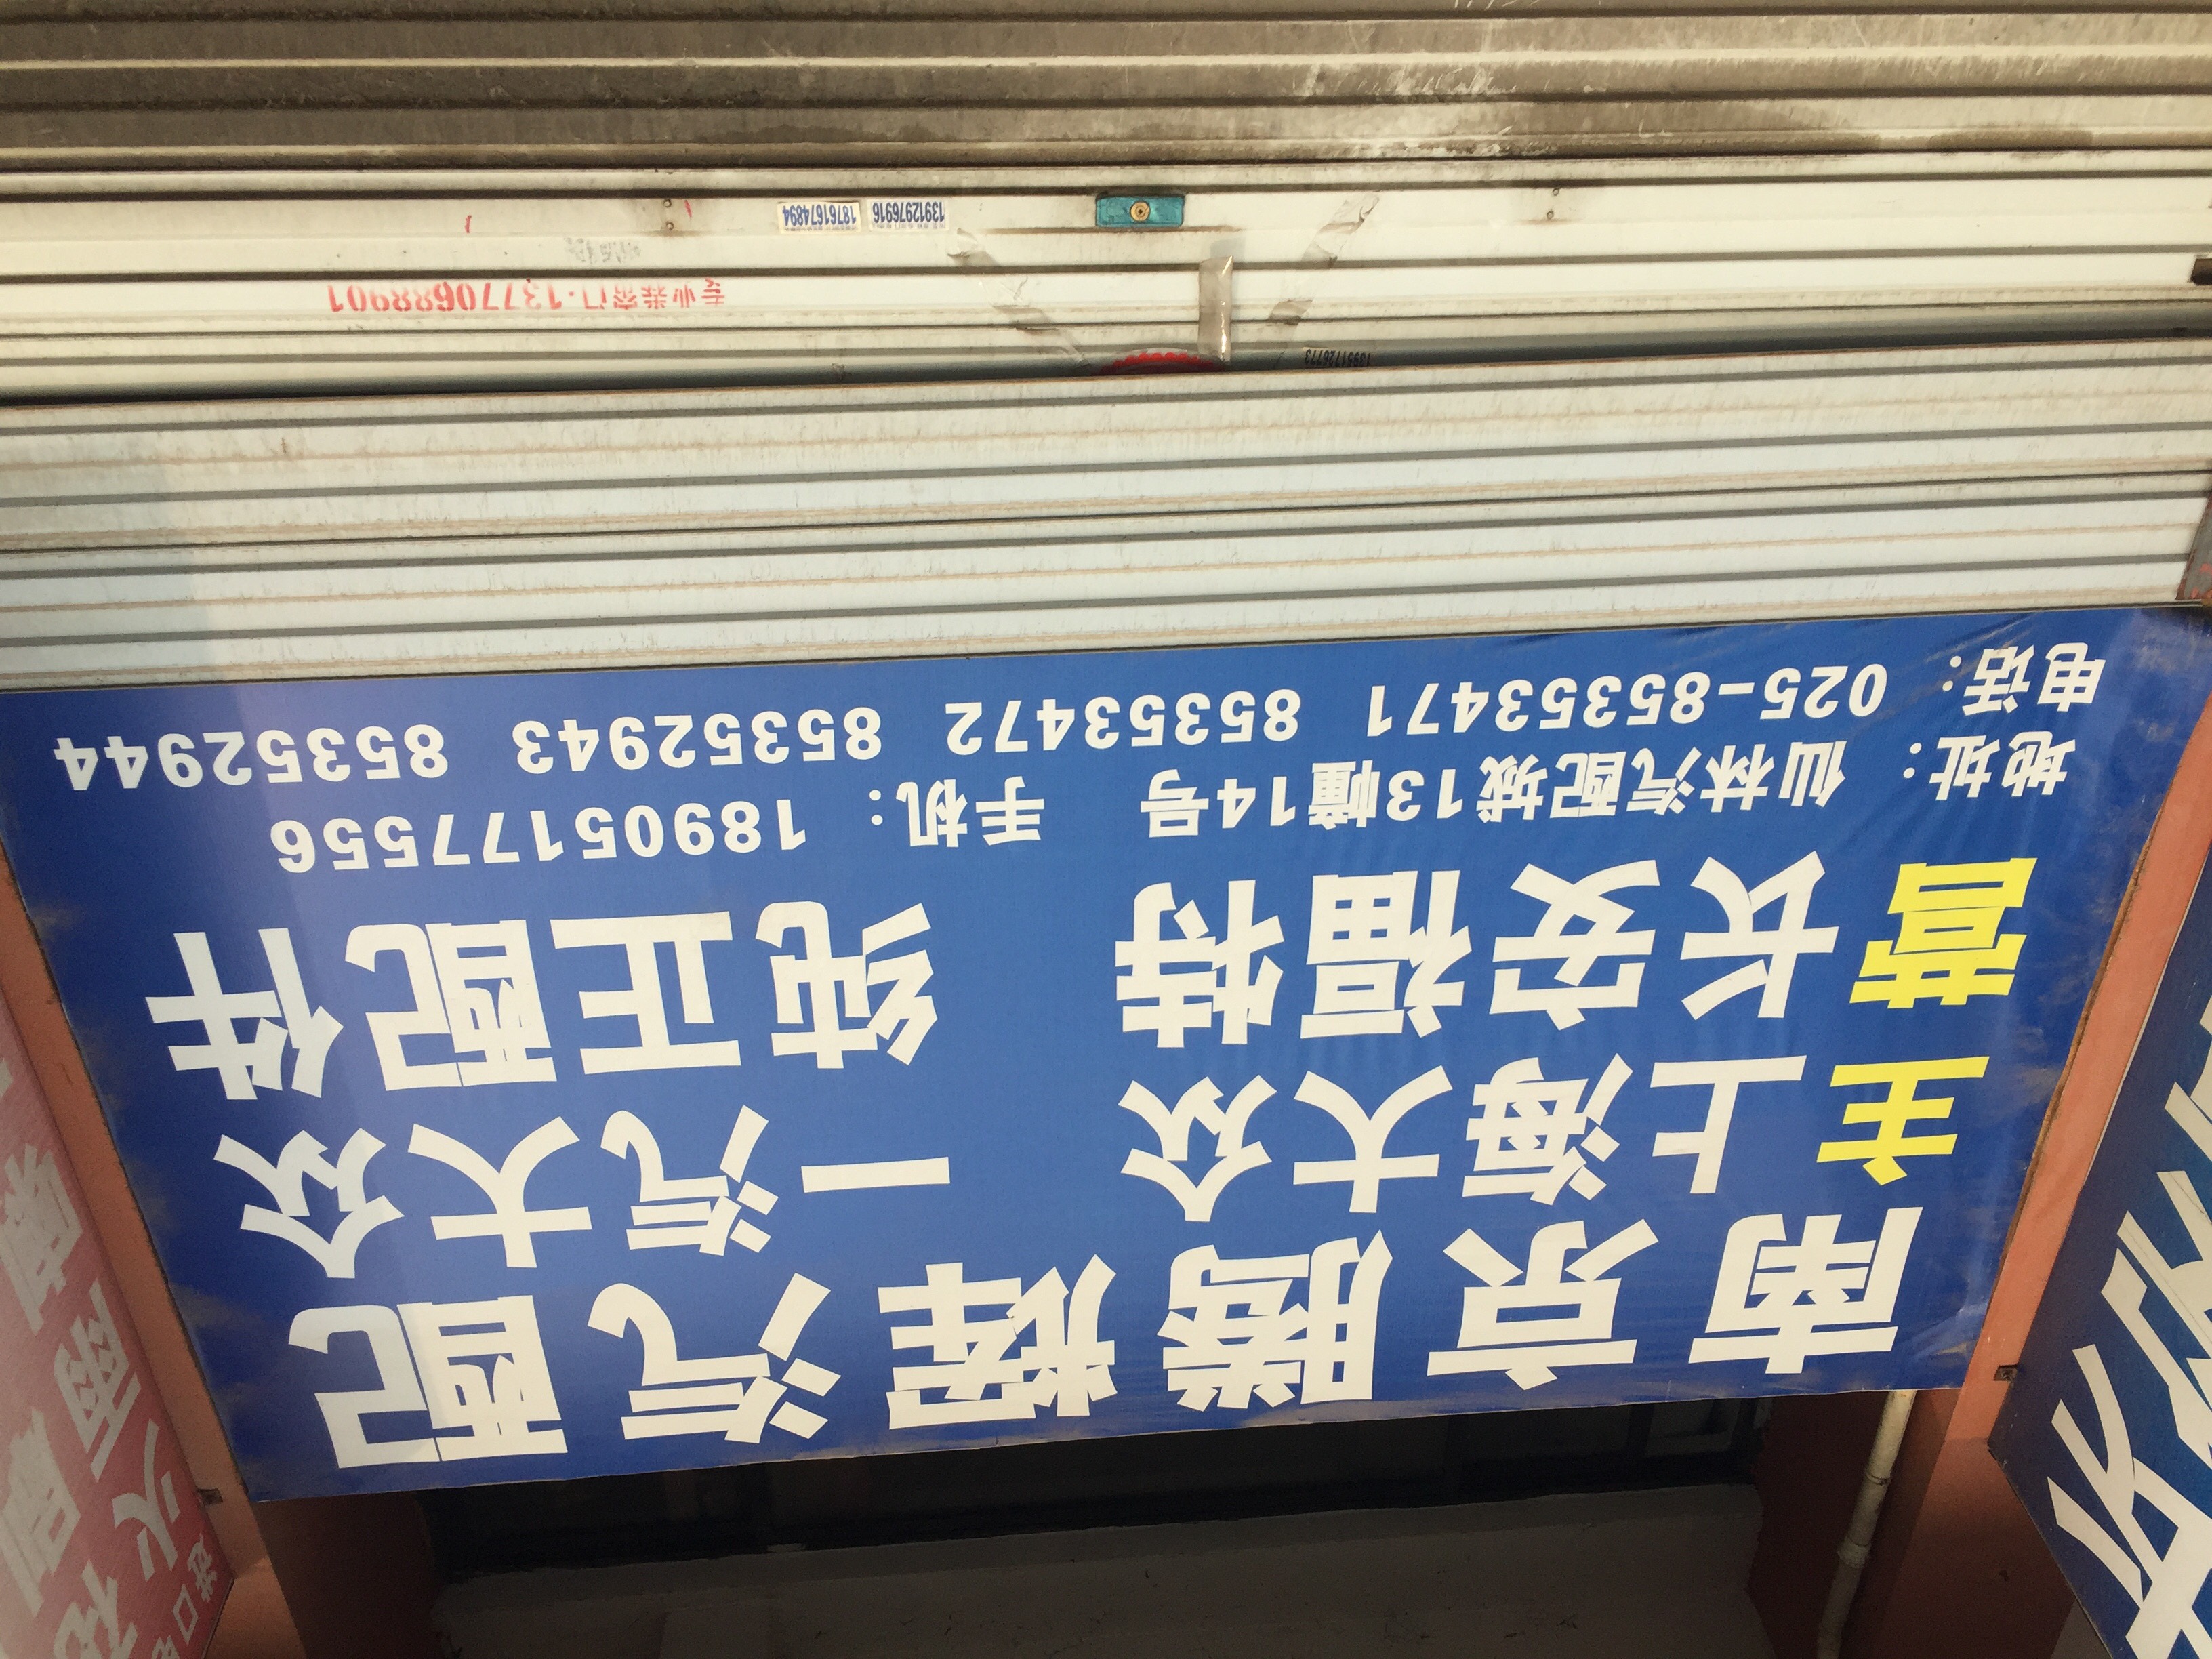 南京腾辉汽配
主 上海大众 一汽大众
营 长安福特 纯正配件
地址：仙林汽配城13幢14号 手机：18905177556
电话：025-85353471 85353472 85352943 85352944
13951726773
专业卷帘门·13770688901
13912976916
18761674894